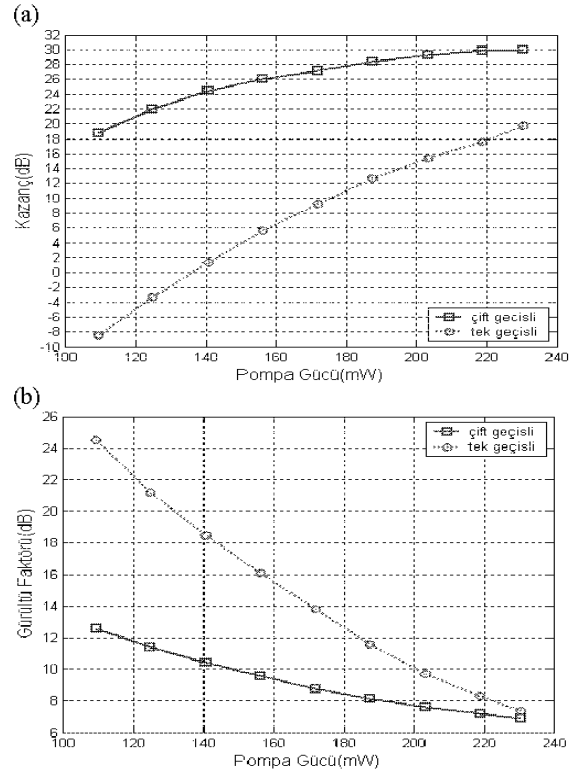 (a)
32
30
28
26
24
22
20
18
16
14
12
10
8
6
4
2
0
-2
-4
-6
-8
-10
Kazanç(dB)
çift gecisli
tek geçisli
100 120 140 160 180 200 220 240
Pompa Gücü(mW)
(b)
26
24
22
20
18
16
14
12
10
8
6
Gürültü Faktörü(dB)
çift geçisli
tek geçisli
100 120 140 160 180 200 220 240
Pompa Gücü(mW)